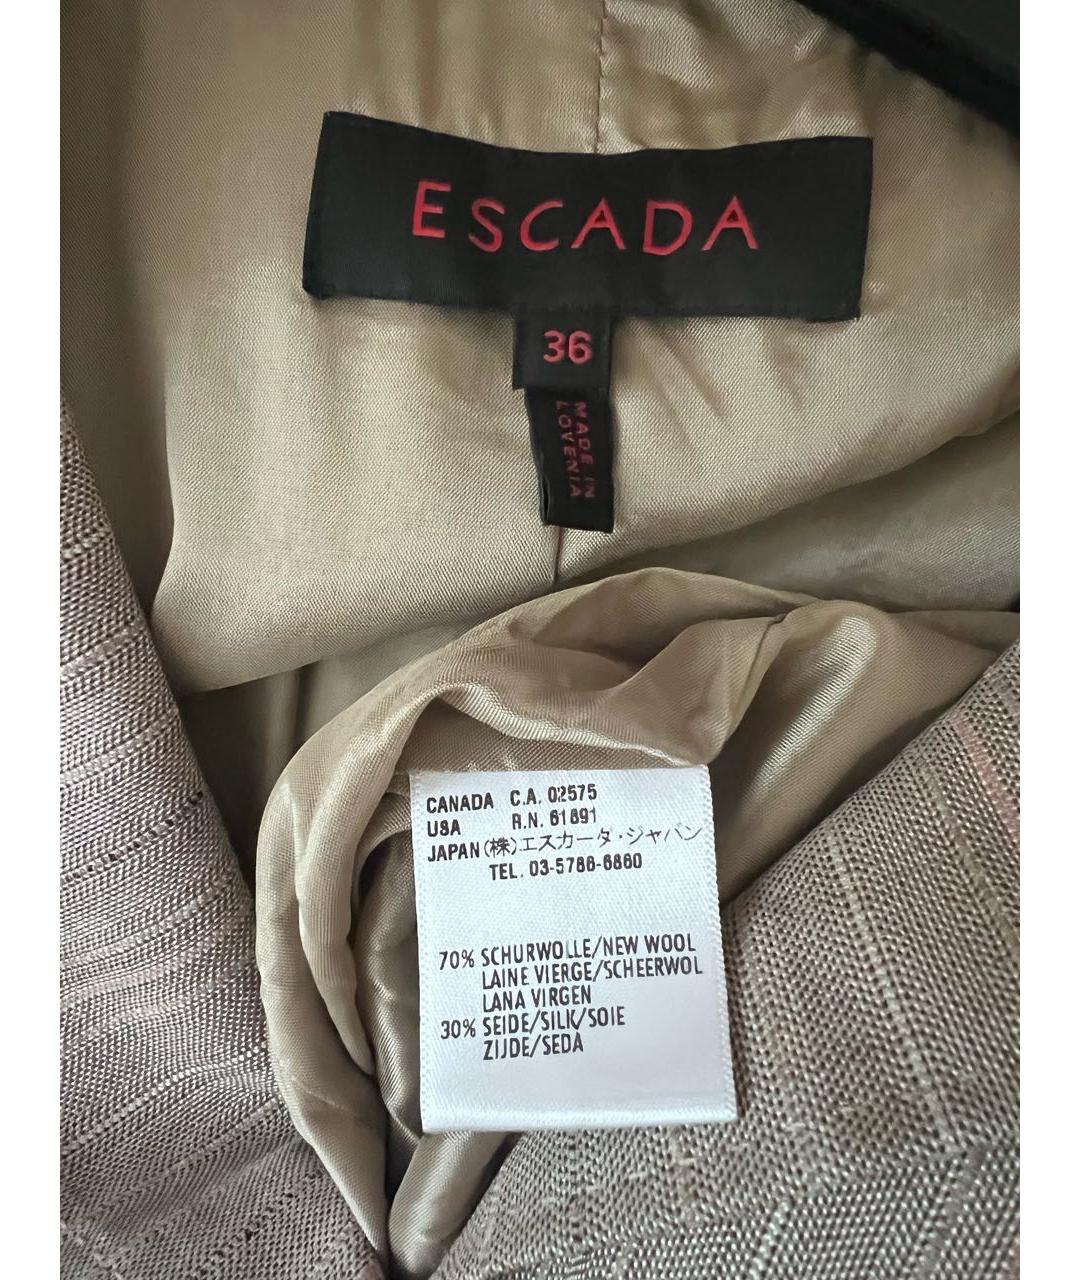 ESCADA
36
MADE IN
LOVENIA
CANADA C.A. 02575
USA R.N. 61891
JAPAN (株)エスカーダ・ジャパン
TEL. 03-5786-6860
70% SCHURWOLLE/NEW WOOL
LAINE VIERGE/SCHEERWOL
LANA VIRGEN
30% SEIDE/SILK/SOIE
ZIJDE/SEDA